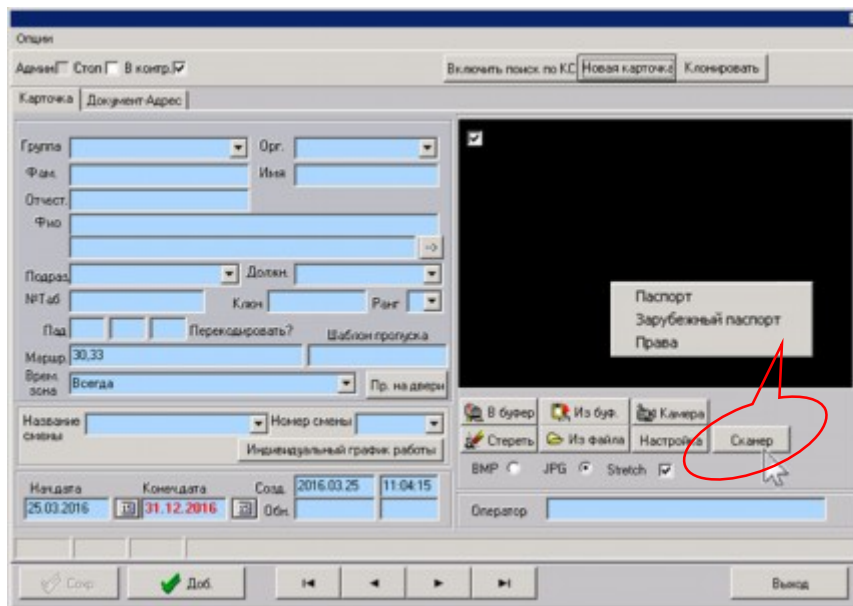 Опции
Админ Стоп В контр. Включить поиск по КС Новая карточка Клонировать
Карточка Документ-Адрес
Группа Орг.
Фам. Имя
Отчест.
Фио
->
Подраз. Должн.
№Таб Ключ Ранг
Пад Перекодировать? Шаблон пропуска
Маршр. 30,33
Врем. зона Всегда Пр. на двери
Название смены Номер смены
Индивидуальный график работы
Нач.дата Конеч.дата Созд. 2016.03.25 11:04:15
25.03.2016 31.12.2016 Обн.
Паспорт
Зарубежный паспорт
Права
В буфер Из буф. Камера
Стереть Из файла Настройка Сканер
BMP JPG Stretch
Оператор
Сохр. Доб. Выход